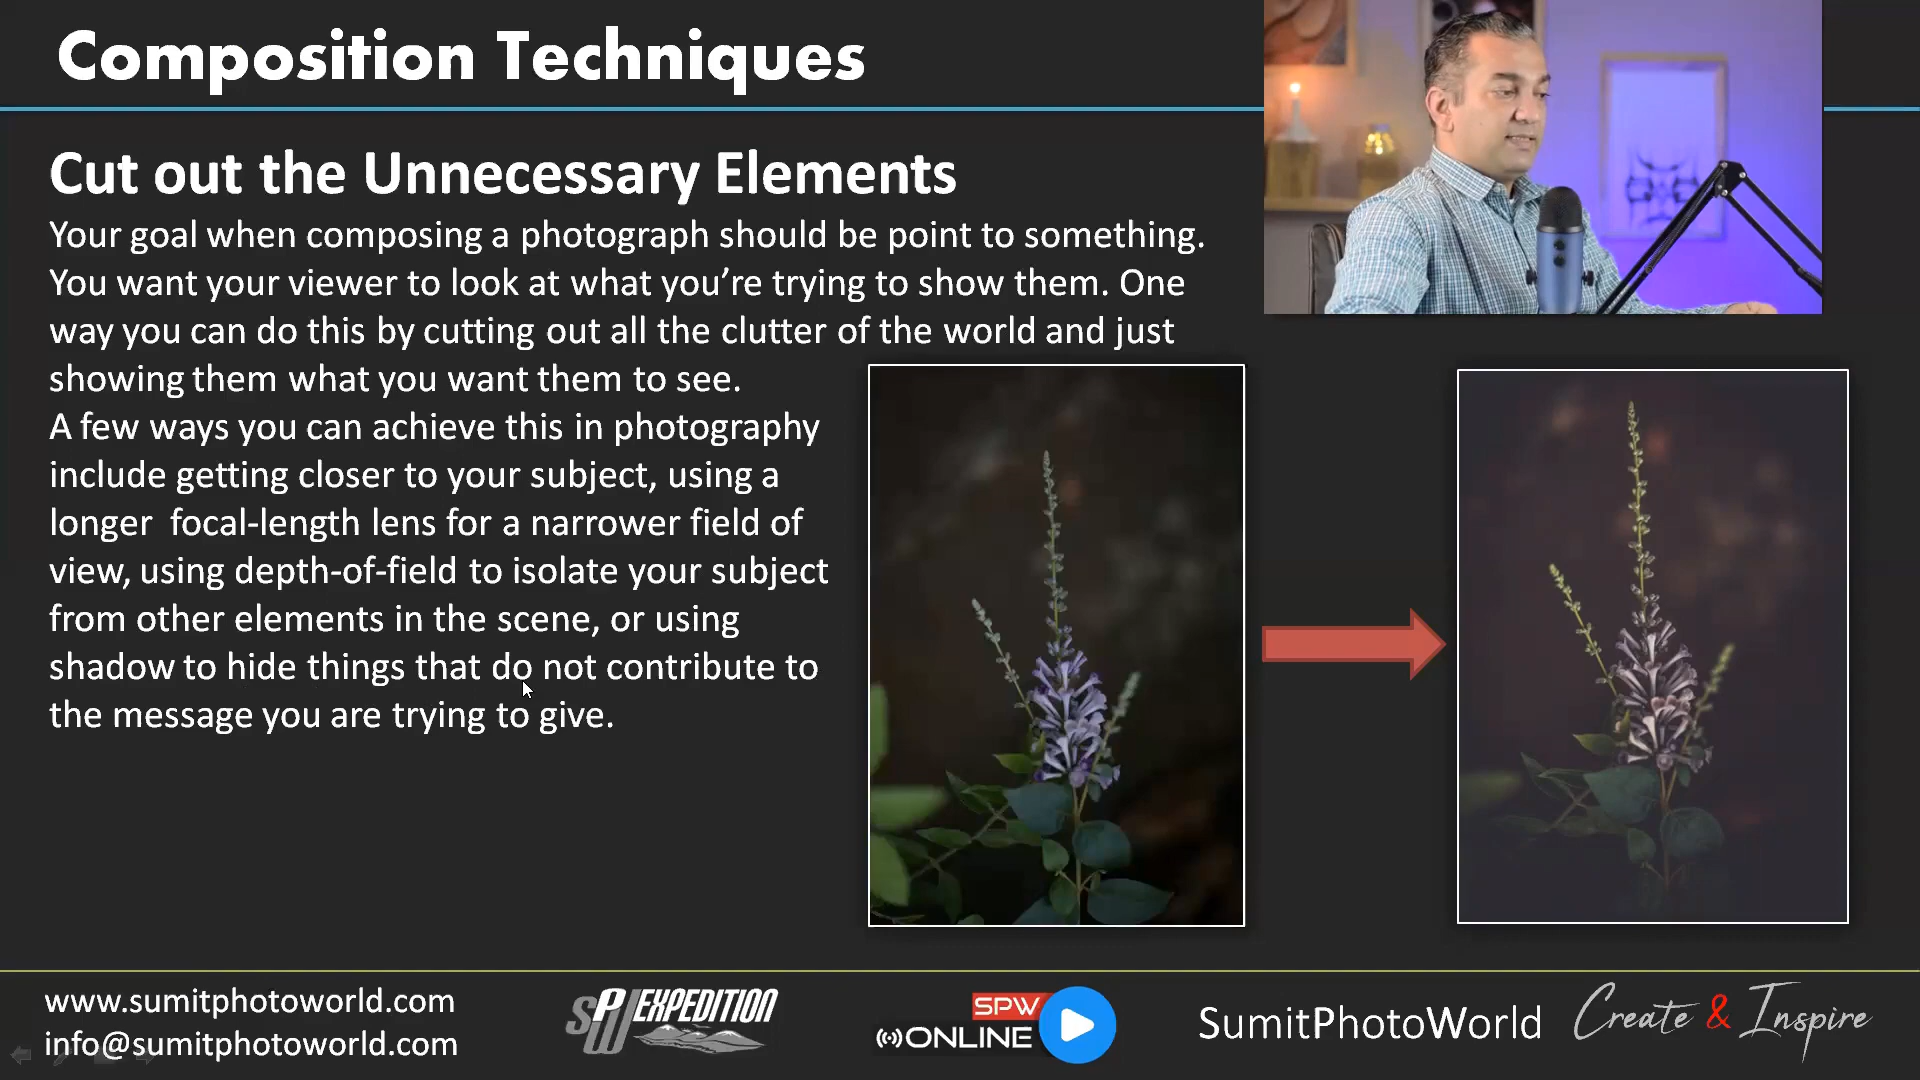 Composition Techniques
Cut out the Unnecessary Elements
Your goal when composing a photograph should be point to something.
You want your viewer to look at what you’re trying to show them. One
way you can do this by cutting out all the clutter of the world and just
showing them what you want them to see.
A few ways you can achieve this in photography
include getting closer to your subject, using a
longer  focal-length lens for a narrower field of
view, using depth-of-field to isolate your subject
from other elements in the scene, or using
shadow to hide things that do not contribute to
the message you are trying to give.
www.sumitphotoworld.com
info@sumitphotoworld.com
SPW EXPEDITION
SPW
ONLINE
SumitPhotoWorld
Create & Inspire